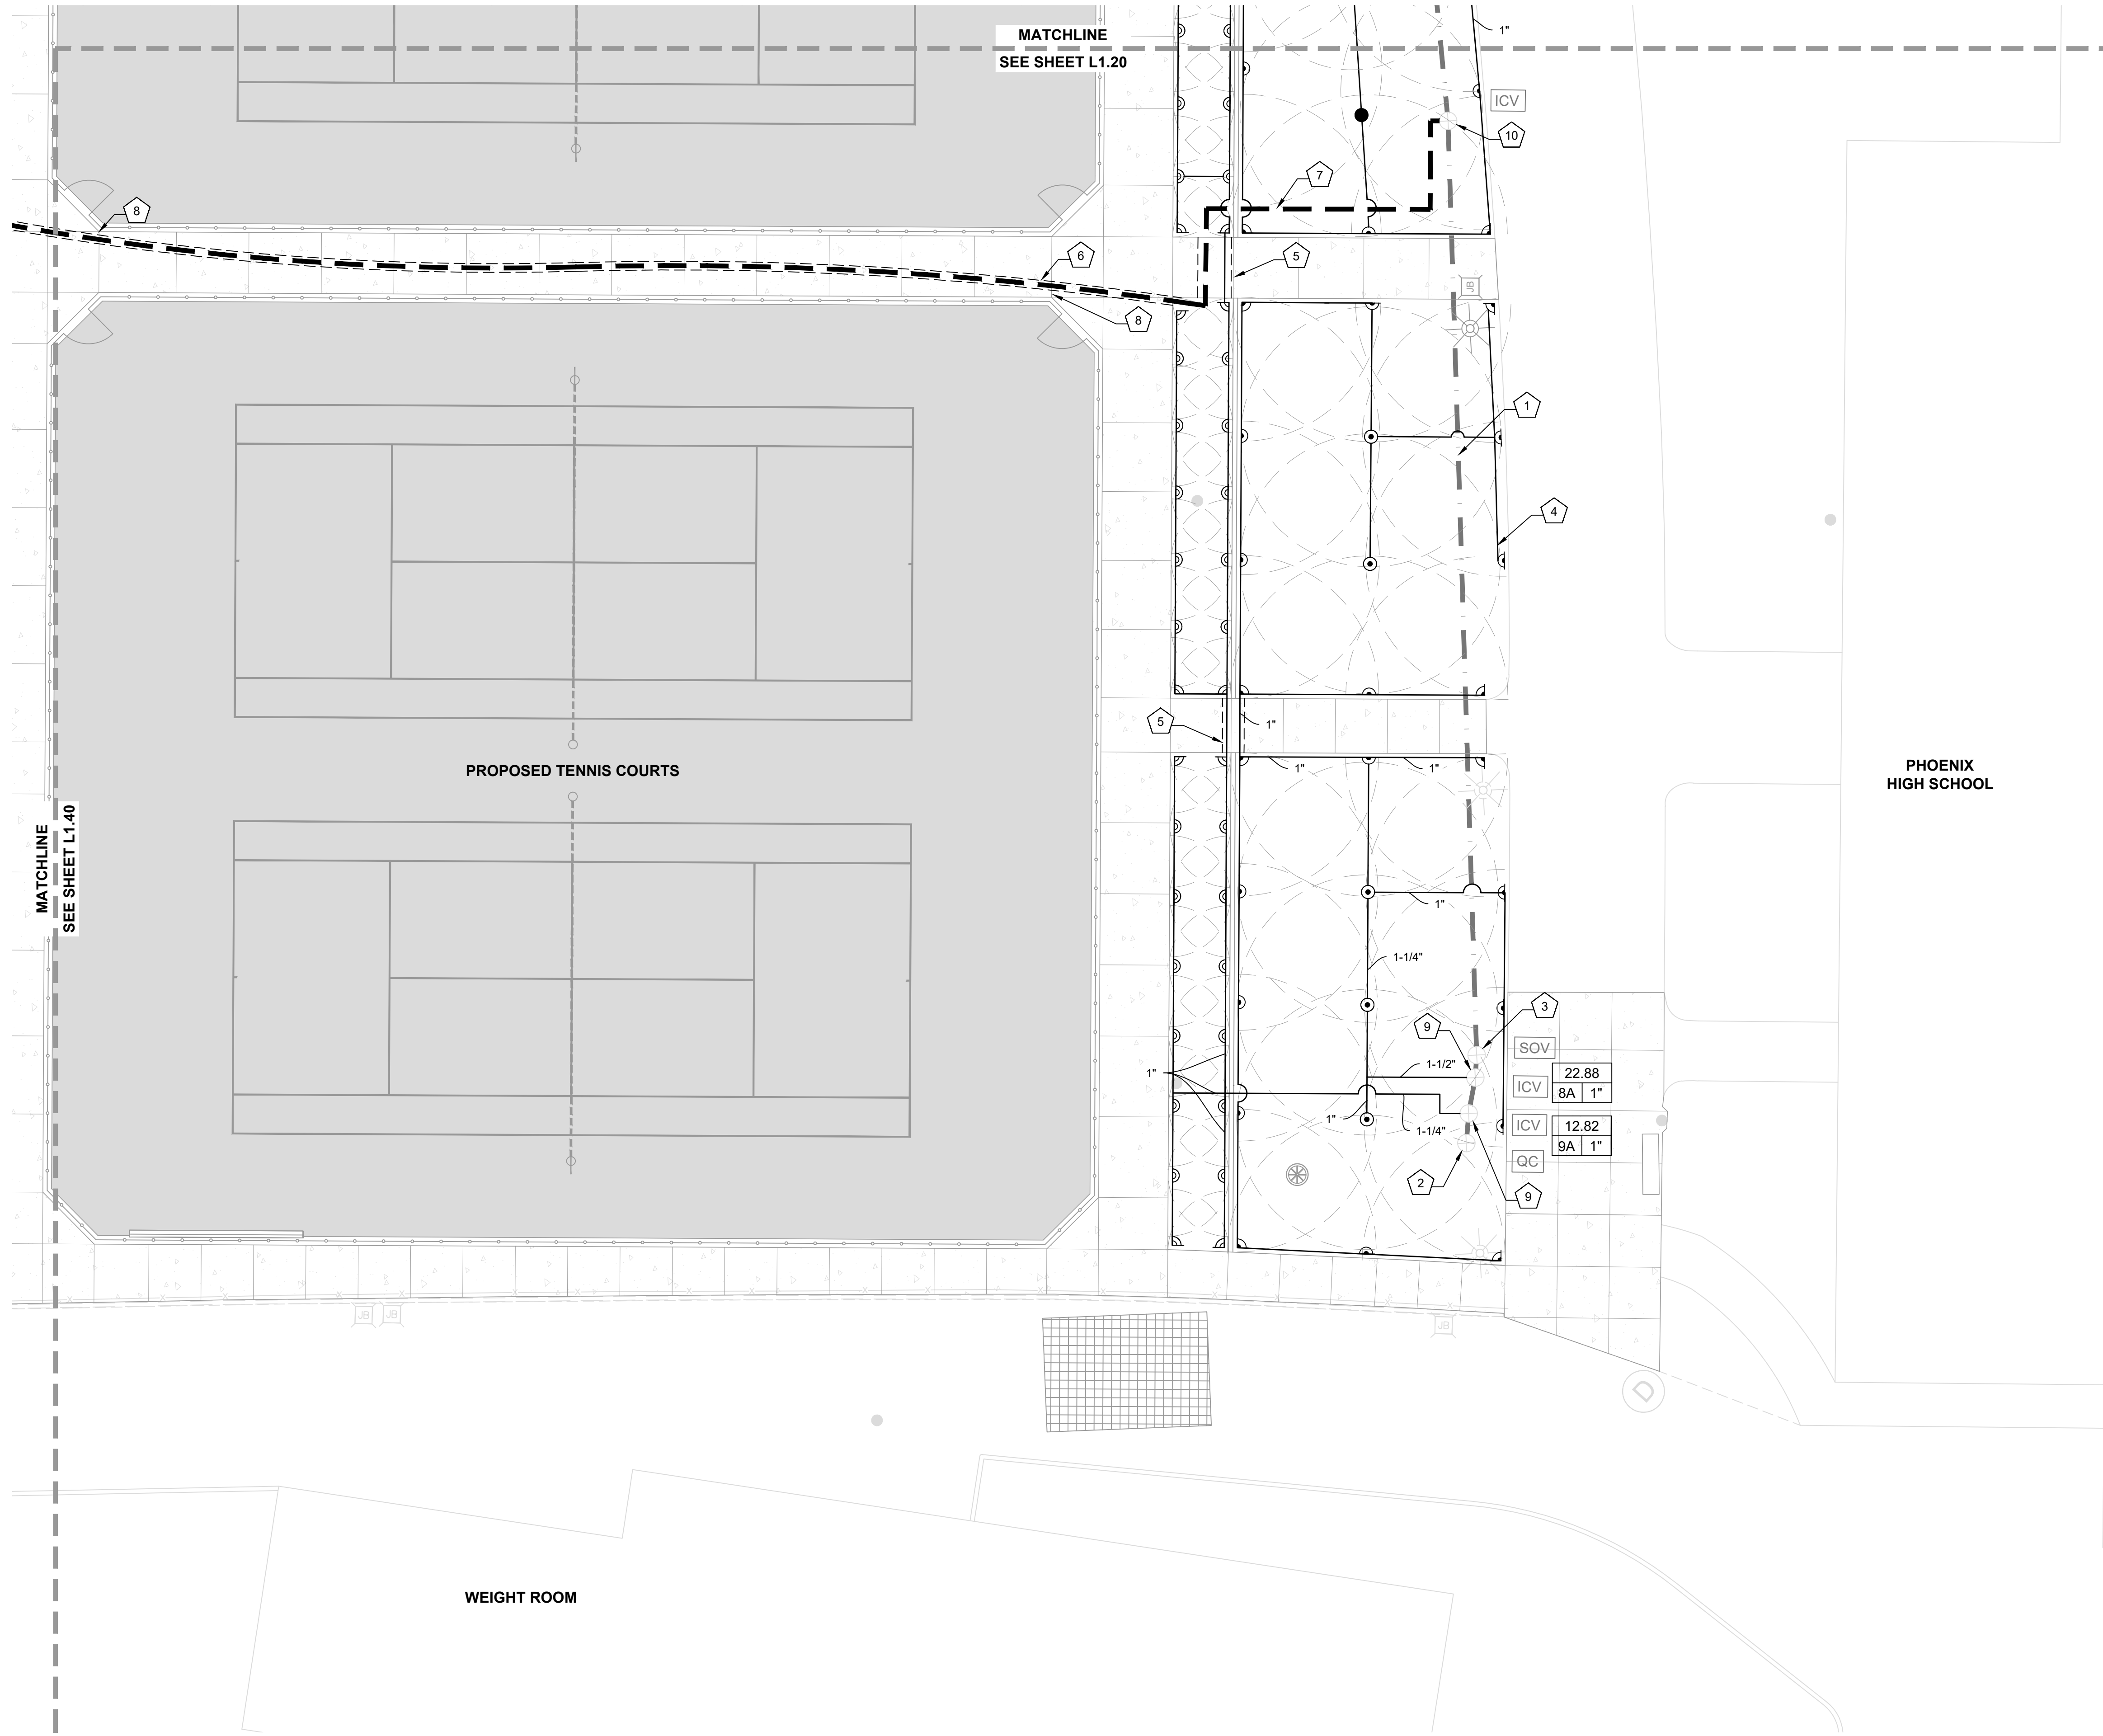 MATCHLINE
SEE SHEET L1.20
1"
ICV
10
7
8
6
5
8
JB
1
4
5
1"
PROPOSED TENNIS COURTS
1"
1"
PHOENIX
HIGH SCHOOL
MATCHLINE
SEE SHEET L1.40
1"
1-1/4"
3
9
SOV
1-1/2"
22.88
ICV
8A 1"
1"
1"
1-1/4"
12.82
ICV
9A 1"
QC
2
9
JB
JB
JB
D
WEIGHT ROOM